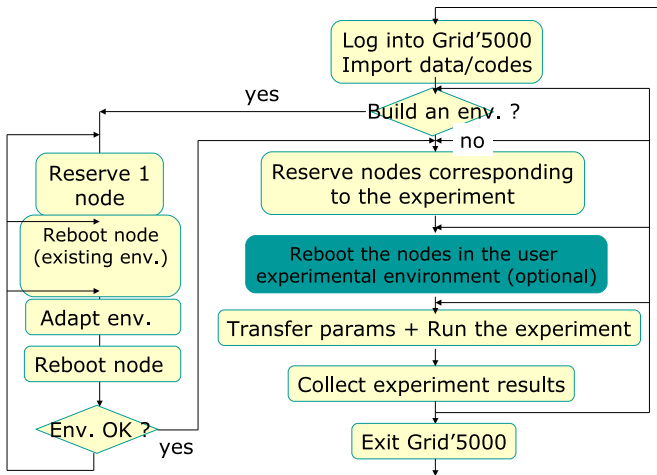 Log into Grid'5000
Import data/codes
yes
Build an env. ?
no
Reserve 1
node
Reserve nodes corresponding
to the experiment
Reboot node
(existing env.)
Reboot the nodes in the user
experimental environment (optional)
Adapt env.
Transfer params + Run the experiment
Reboot node
Collect experiment results
Env. OK ?
yes
Exit Grid'5000